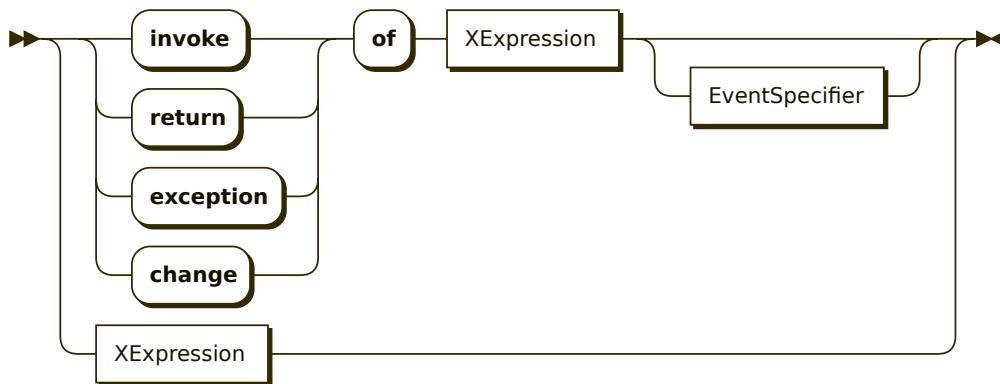 invoke of XExpression
EventSpecifier
return
exception
change
XExpression